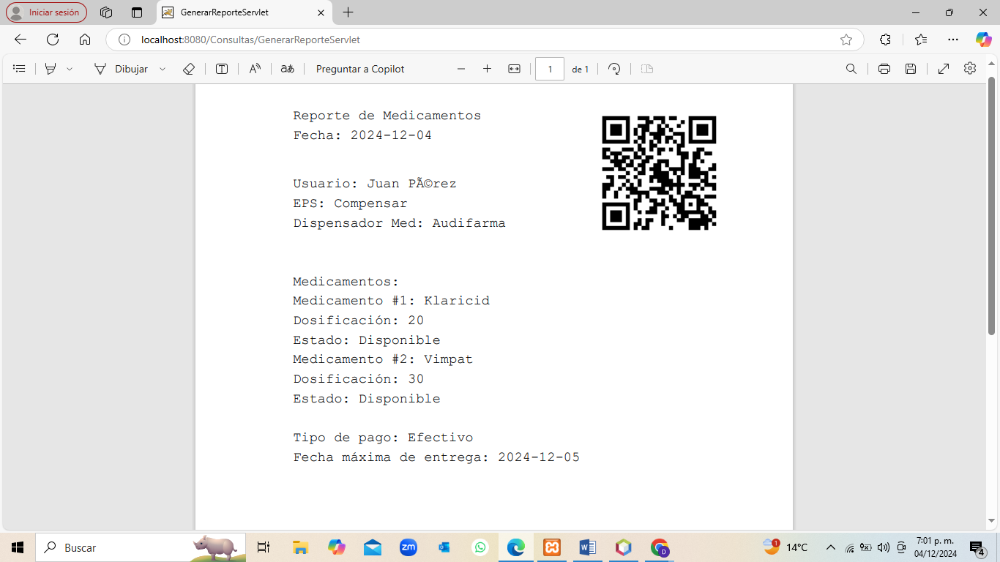 Iniciar sesión
GenerarReporteServlet
localhost:8080/Consultas/GenerarReporteServlet
Dibujar
aあ
Preguntar a Copilot
1
de 1
Reporte de Medicamentos
Fecha: 2024-12-04
Usuario: Juan PÃ©rez
EPS: Compensar
Dispensador Med: Audifarma
Medicamentos:
Medicamento #1: Klaricid
Dosificación: 20
Estado: Disponible
Medicamento #2: Vimpat
Dosificación: 30
Estado: Disponible
Tipo de pago: Efectivo
Fecha máxima de entrega: 2024-12-05
Buscar
zm
W
D
1
14°C
7:01 p. m.
04/12/2024
4